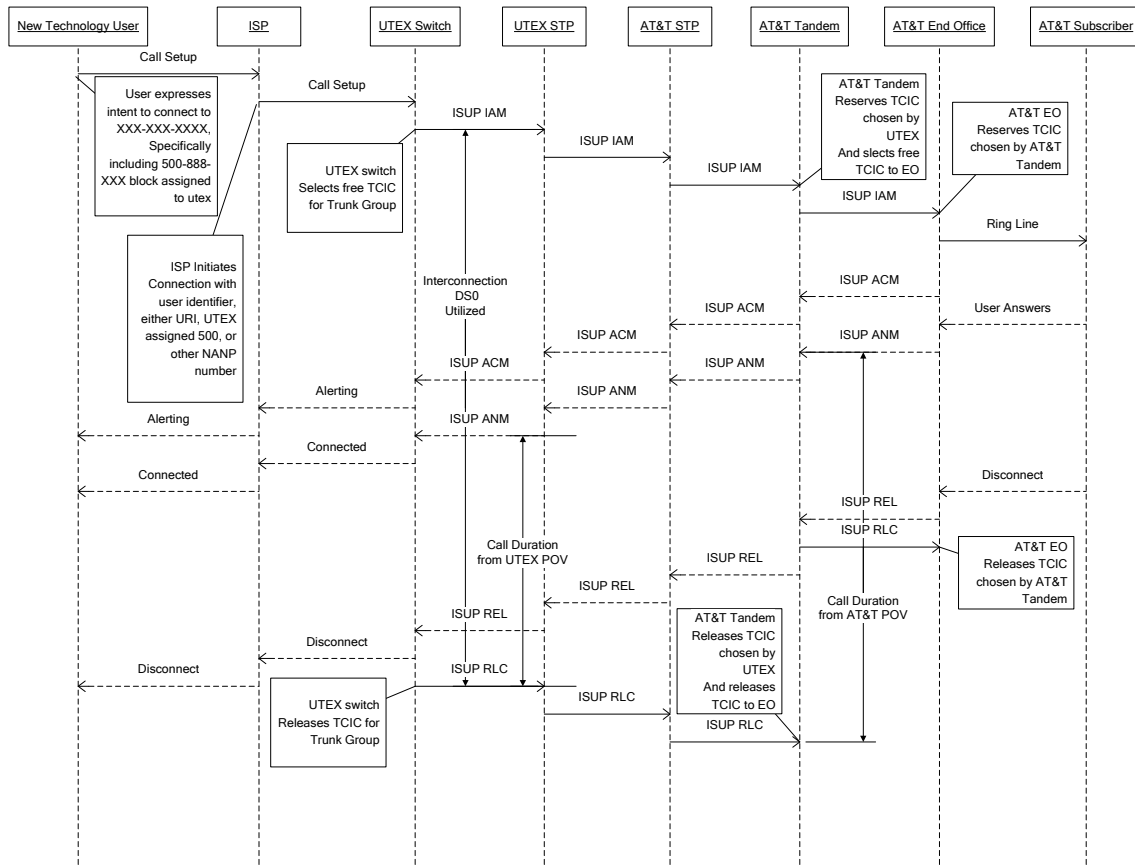 New Technology User
ISP
UTEX Switch
UTEX STP
AT&T STP
AT&T Tandem
AT&T End Office
AT&T Subscriber
Call Setup
User expresses
intent to connect to
XXX-XXX-XXXX,
Specifically
including 500-888-
XXX block assigned
to utex
Call Setup
ISP Initiates
Connection with
user identifier,
either URI, UTEX
assigned 500, or
other NANP
number
ISUP IAM
UTEX switch
Selects free TCIC
for Trunk Group
ISUP IAM
ISUP IAM
AT&T Tandem
Reserves TCIC
chosen by
UTEX
And slects free
TCIC to EO
ISUP IAM
AT&T EO
Reserves TCIC
chosen by AT&T
Tandem
Ring Line
Interconnection
DS0
Utilized
ISUP ACM
ISUP ACM
User Answers
ISUP ACM
ISUP ANM
ISUP ACM
ISUP ANM
Alerting
ISUP ANM
Alerting
ISUP ANM
Connected
Connected
Disconnect
ISUP REL
ISUP RLC
AT&T EO
Releases TCIC
chosen by AT&T
Tandem
Call Duration
from UTEX POV
ISUP REL
ISUP REL
Call Duration
from AT&T POV
ISUP REL
Disconnect
Disconnect
ISUP RLC
UTEX switch
Releases TCIC for
Trunk Group
AT&T Tandem
Releases TCIC
chosen by
UTEX
And releases
TCIC to EO
ISUP RLC
ISUP RLC